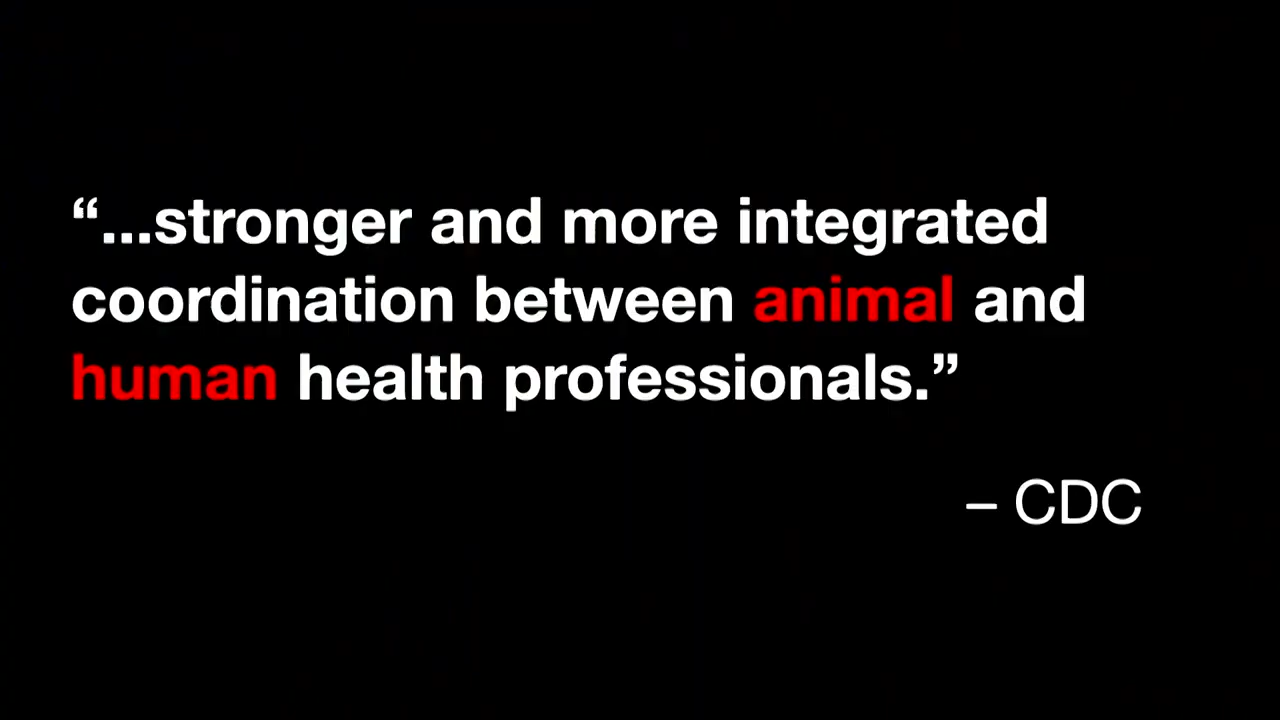 “...stronger and more integrated
coordination between animal and
human health professionals.”
– CDC